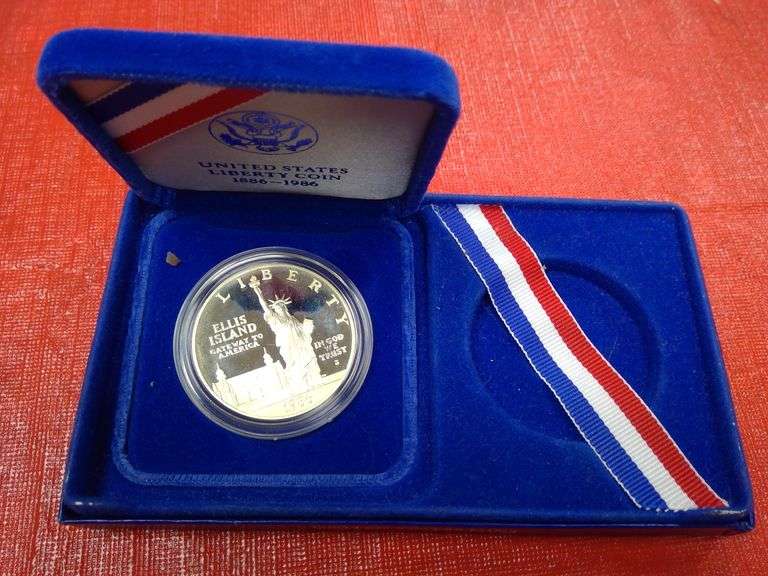 UNITED STATES
LIBERTY COIN
1886-1986
LIBERTY
ELLIS
ISLAND
GATEWAY TO
AMERICA
IN GOD
WE
TRUST
S